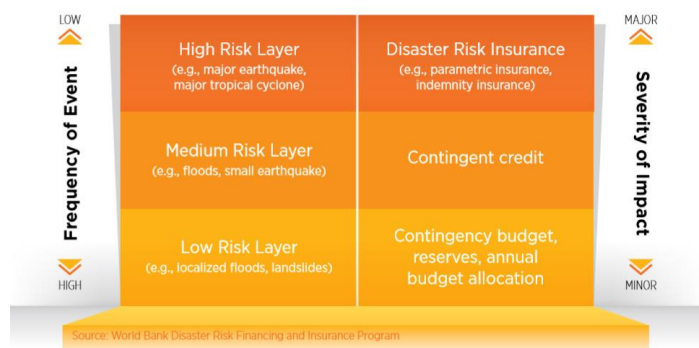 LOW
MAJOR
High Risk Layer
(e.g., major earthquake,
major tropical cyclone)
Disaster Risk Insurance
(e.g., parametric insurance,
indemnity insurance)
Frequency of Event
Medium Risk Layer
(e.g., floods, small earthquake)
Contingent credit
Severity of Impact
Low Risk Layer
(e.g., localized floods, landslides)
Contingency budget,
reserves, annual
budget allocation
HIGH
MINOR
Source: World Bank Disaster Risk Financing and Insurance Program